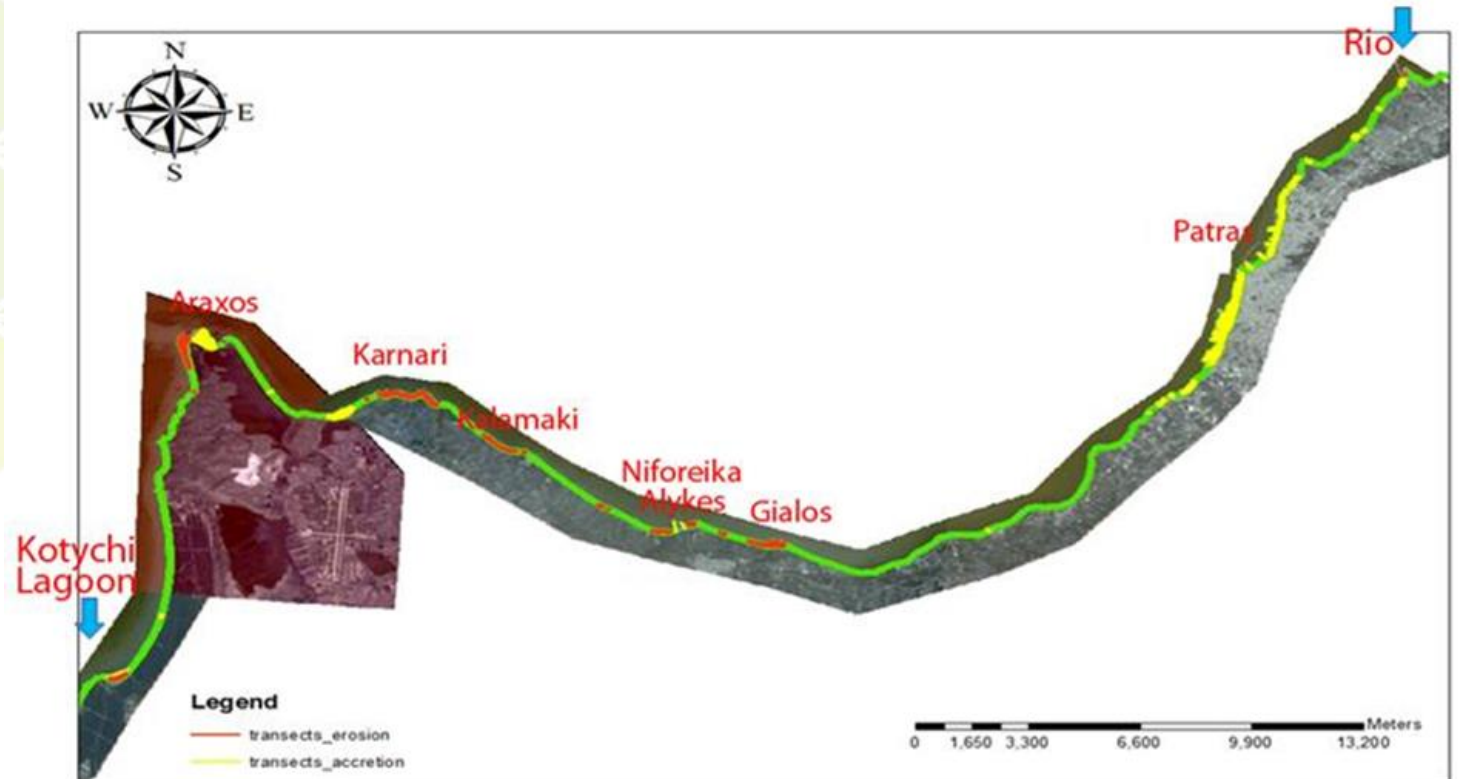 Rio
N
W E
S
Patras
Araxos
Karnari
Kalamaki
Niforeika
Alykes
Gialos
Kotychi
Lagoon
Legend
transects_erosion
transects_accretion
Meters
0 1,650 3,300 6,600 9,900 13,200